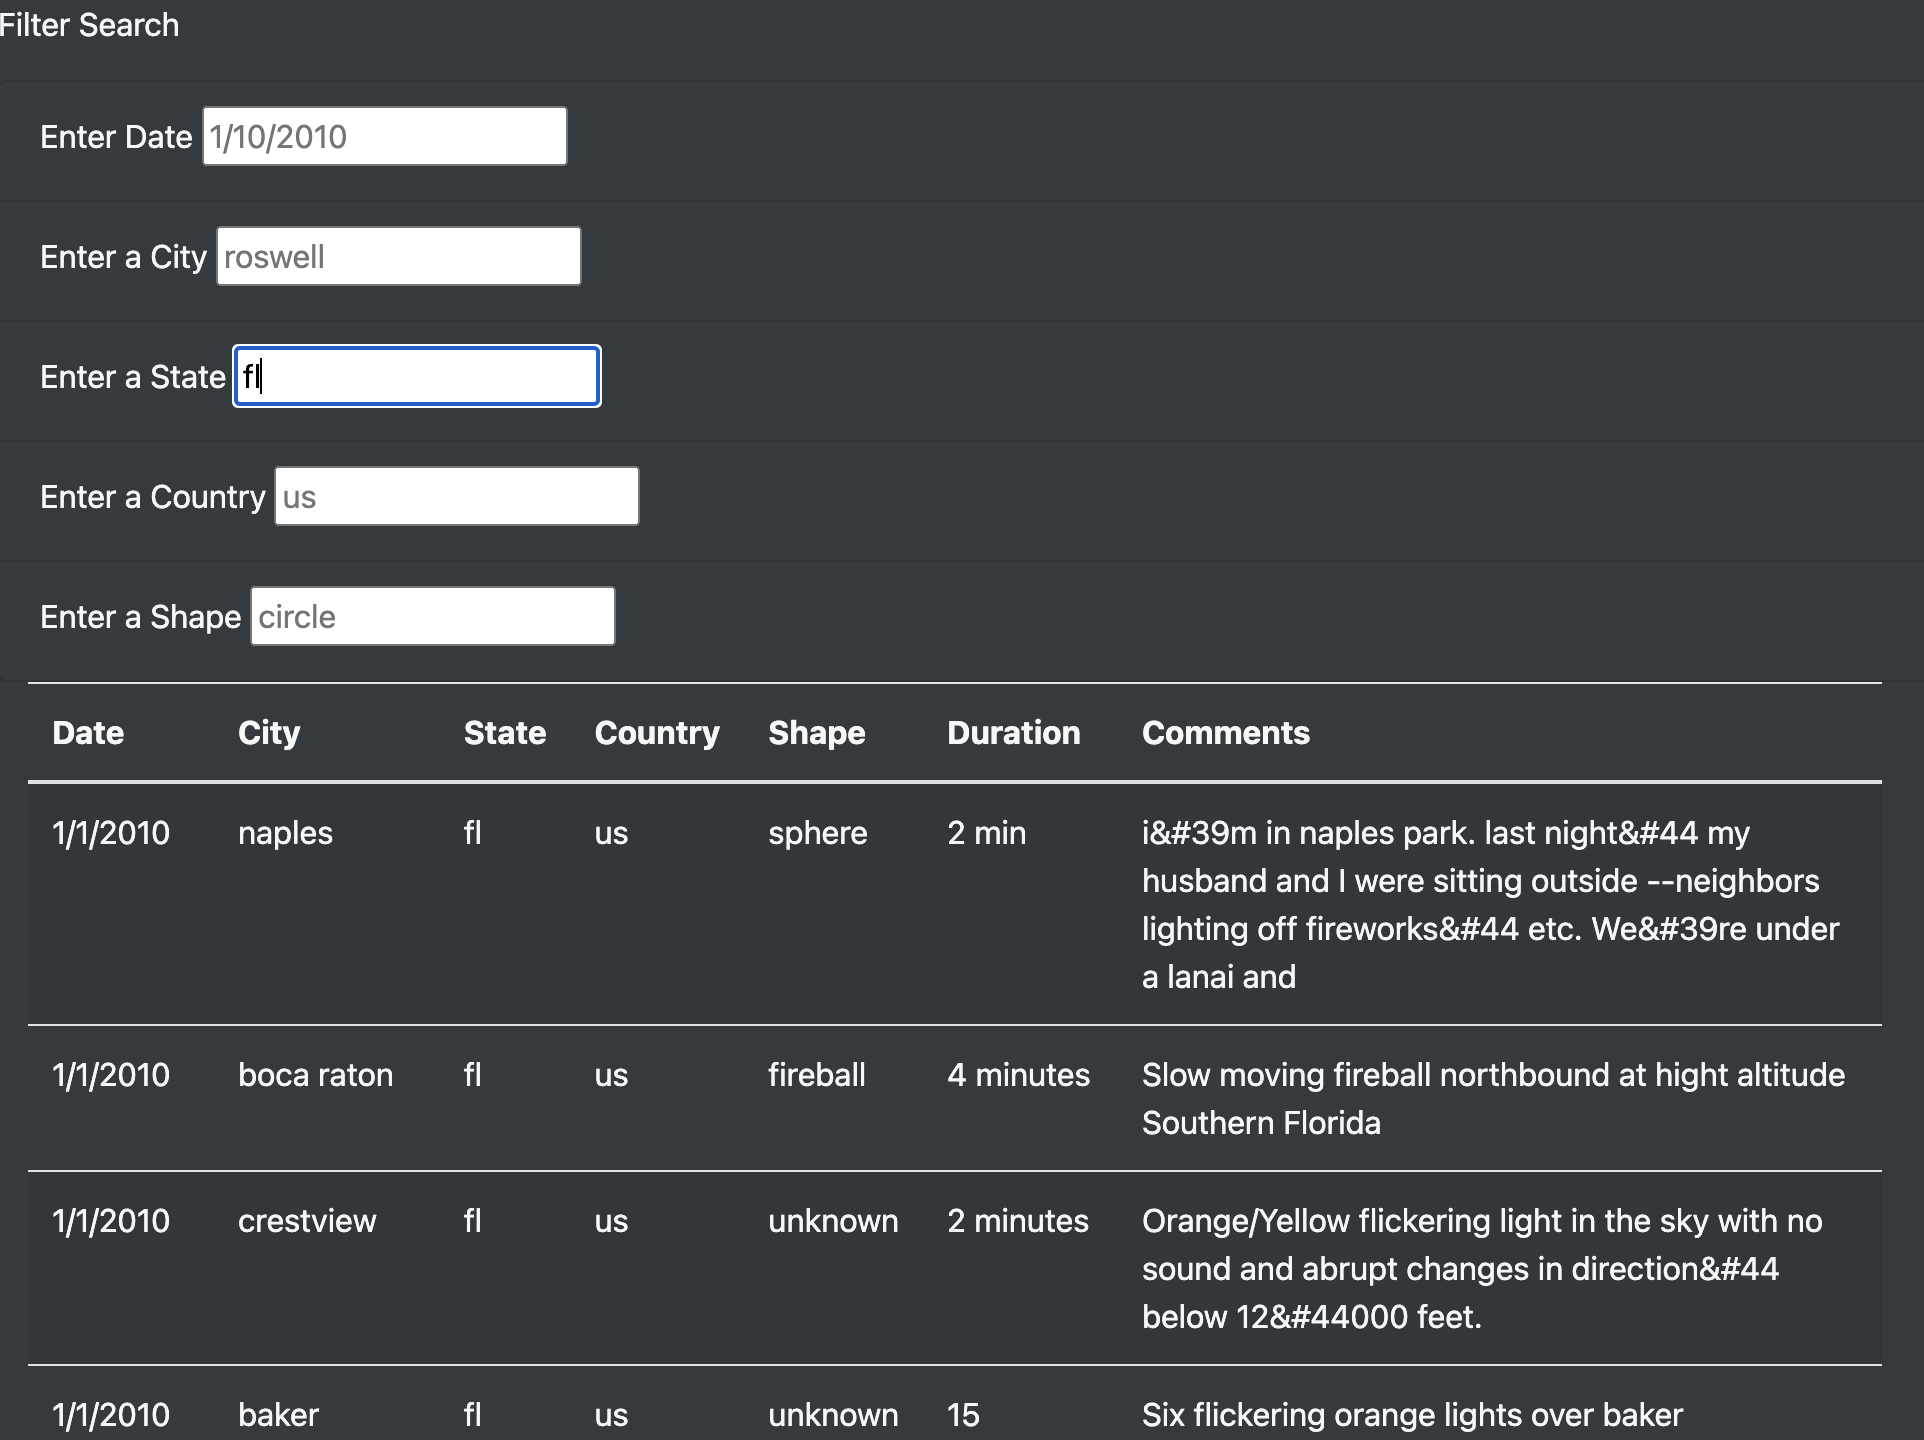 Filter Search
Enter Date 1/10/2010
Enter a City roswell
Enter a State fl
Enter a Country us
Enter a Shape circle
Date City State Country Shape Duration Comments
1/1/2010 naples fl us sphere 2 min i&#39m in naples park. last night&#44 my
husband and I were sitting outside --neighbors
lighting off fireworks&#44 etc. We&#39re under
a lanai and
1/1/2010 boca raton fl us fireball 4 minutes Slow moving fireball northbound at hight altitude
Southern Florida
1/1/2010 crestview fl us unknown 2 minutes Orange/Yellow flickering light in the sky with no
sound and abrupt changes in direction&#44
below 12&#44000 feet.
1/1/2010 baker fl us unknown 15 Six flickering orange lights over baker